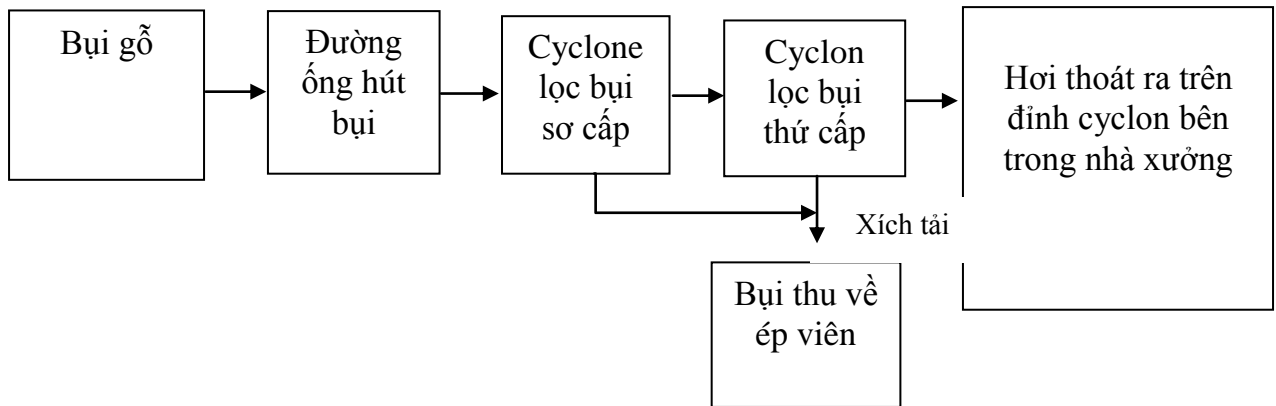 Bụi gỗ
Đường
ống hút
bụi
Cyclone
lọc bụi
sơ cấp
Cyclon
lọc bụi
thứ cấp
Hơi thoát ra trên
đỉnh cyclon bên
trong nhà xưởng
Xích tải
Bụi thu về
ép viên